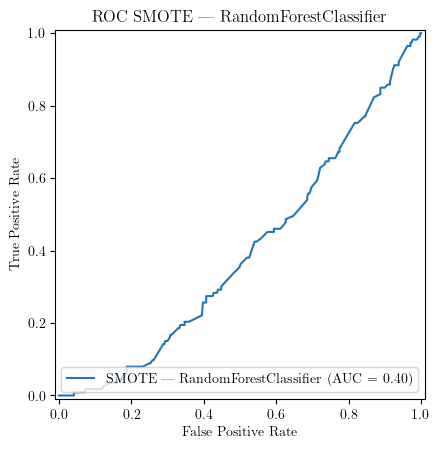 ROC SMOTE — RandomForestClassifier
1.0
0.8
0.6
0.4
0.2
0.0
True Positive Rate
SMOTE — RandomForestClassifier (AUC = 0.40)
0.0 0.2 0.4 0.6 0.8 1.0
False Positive Rate